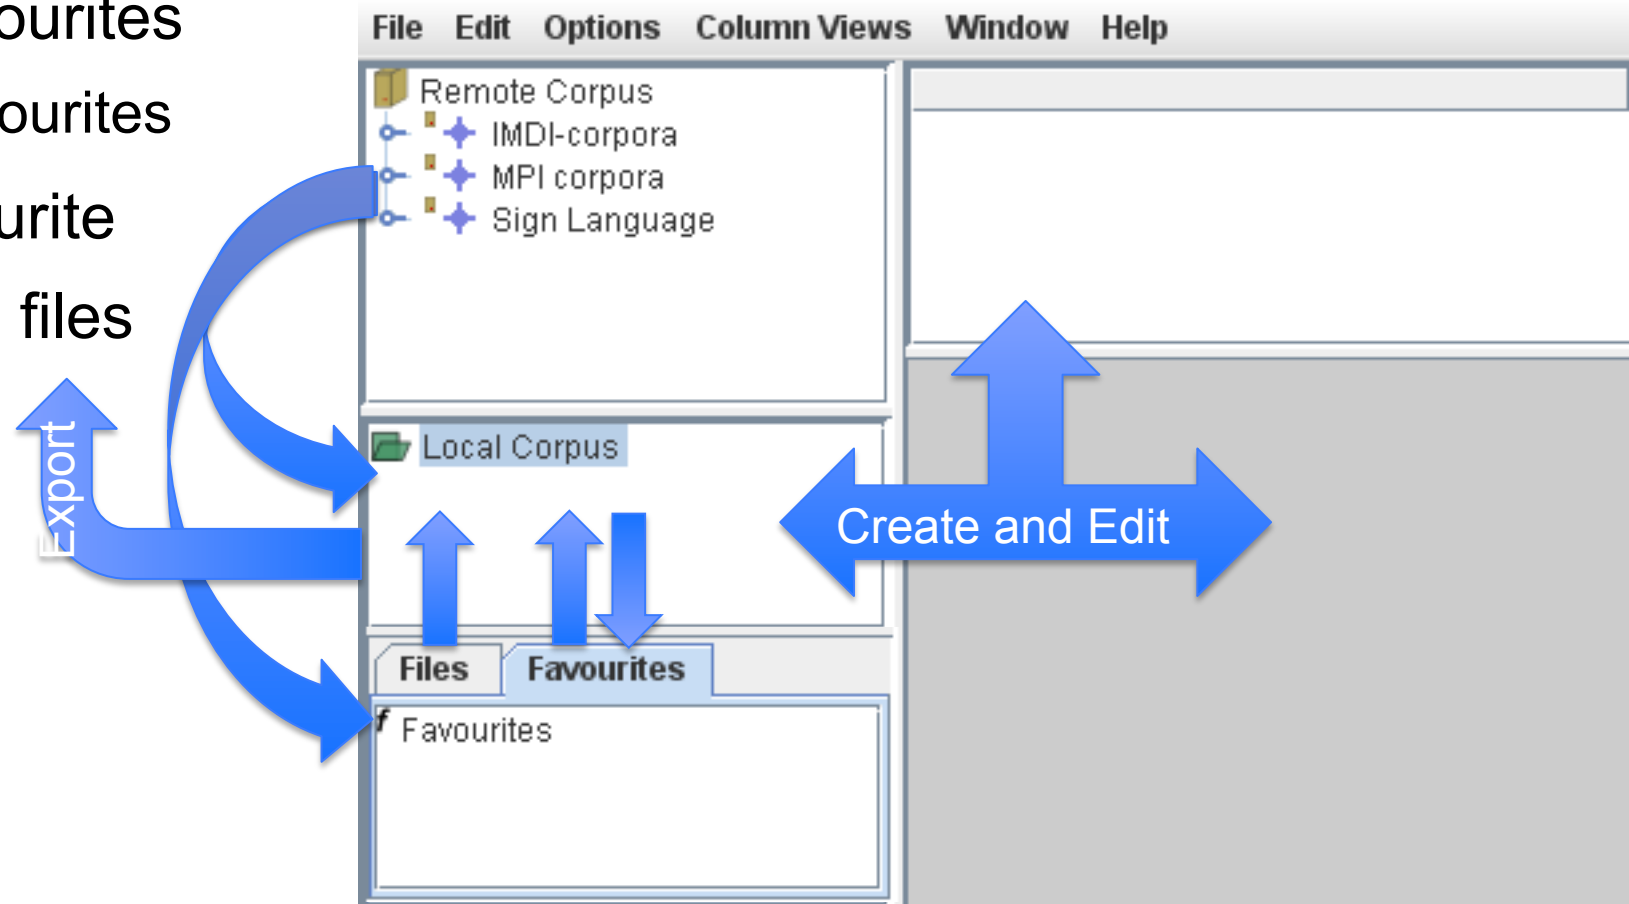 ourites
ourites
urite
files
Export
File Edit Options Column Views Window Help
Remote Corpus
IMDI-corpora
MPI corpora
Sign Language
Local Corpus
Create and Edit
Files Favourites
f Favourites